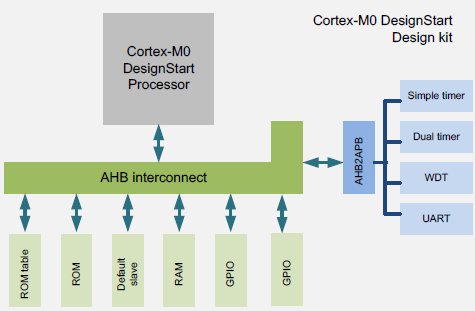 Cortex-M0 DesignStart
Design kit
Cortex-M0
DesignStart
Processor
Simple timer
Dual timer
WDT
UART
AHB2APB
AHB interconnect
ROM table
ROM
Default
slave
RAM
GPIO
GPIO